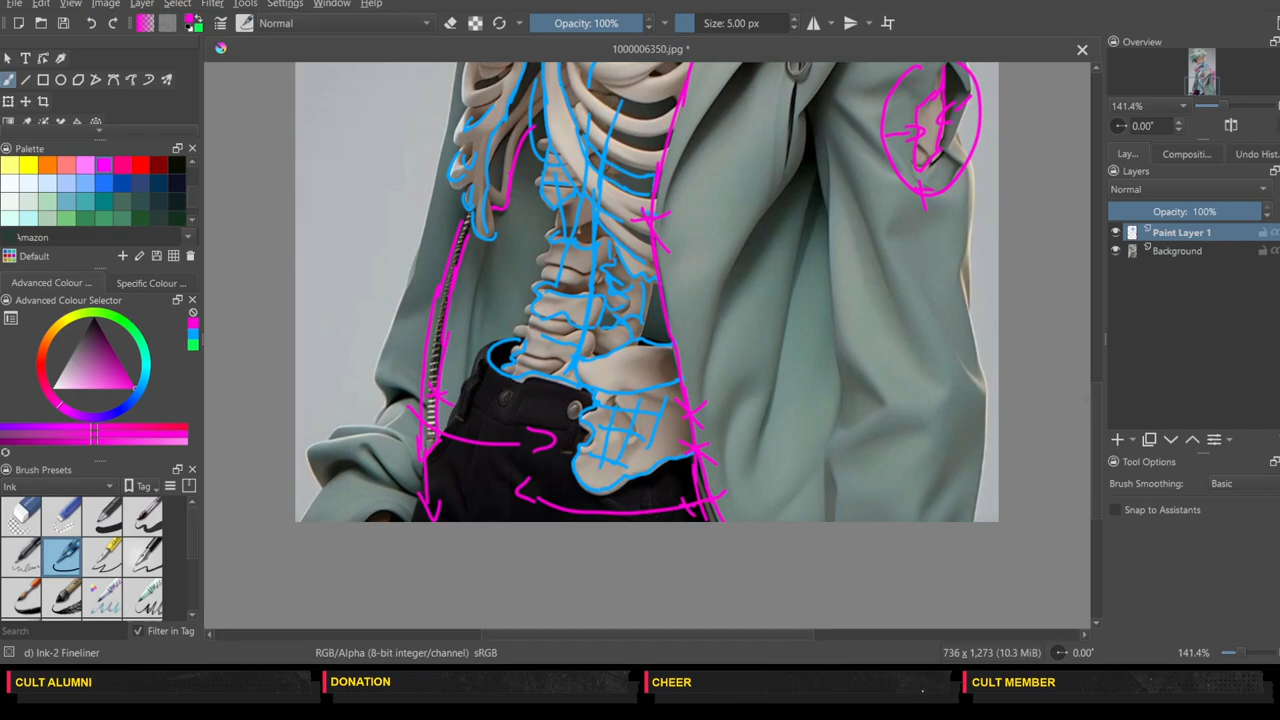 File Edit View Image Layer Select Filter Tools Settings Window Help
Normal
Opacity: 100%
Size: 5.00 px
1000006350.jpg *
Palette
Amazon
Default
Advanced Colour ...
Specific Colour ...
Advanced Colour Selector
Brush Presets
Ink
Tag
Search
Filter in Tag
d) Ink-2 Fineliner
RGB/Alpha (8-bit integer/channel) sRGB
736 x 1,273 (10.3 MiB)
0.00°
141.4%
Overview
141.4%
0.00°
Lay...
Compositi...
Undo Hist...
Layers
Normal
Opacity: 100%
Paint Layer 1
Background
Tool Options
Brush Smoothing:
Basic
Snap to Assistants
CULT ALUMNI
DONATION
CHEER
CULT MEMBER